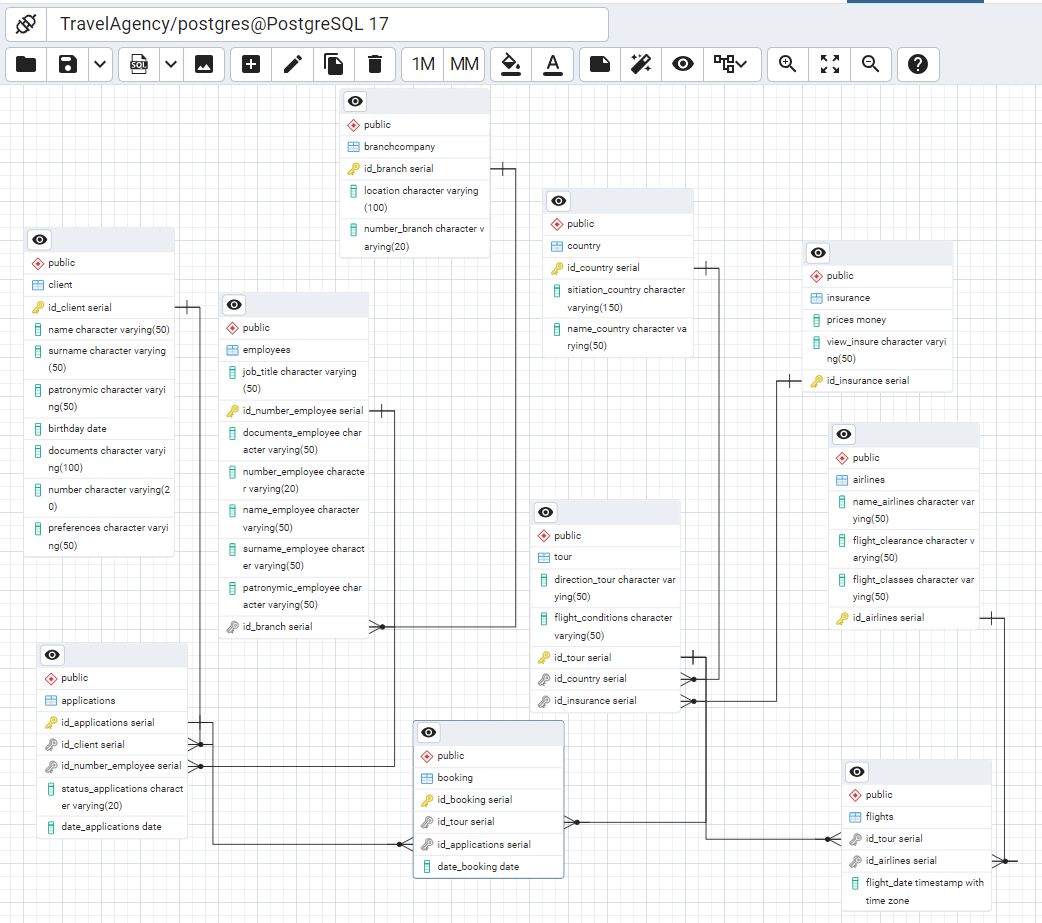 TravelAgency/postgres@PostgreSQL 17
SQL
1M
MM
public
branchcompany
id_branch serial
location character varying
(100)
number_branch character v
arying(20)
public
country
id_country serial
sitiation_country character
varying(150)
name_country character va
rying(50)
public
client
id_client serial
name character varying(50)
surname character varying
(50)
patronymic character varyi
ng(50)
birthday date
documents character varyi
ng(100)
number character varying(2
0)
preferences character varyi
ng(50)
public
insurance
prices money
view_insure character varyi
ng(50)
id_insurance serial
public
employees
job_title character varying
(50)
id_number_employee serial
documents_employee char
acter varying(50)
number_employee characte
r varying(20)
name_employee character
varying(50)
surname_employee charact
er varying(50)
patronymic_employee char
acter varying(50)
id_branch serial
public
airlines
name_airlines character var
ying(50)
flight_clearance character v
arying(50)
flight_classes character var
ying(50)
id_airlines serial
public
tour
direction_tour character var
ying(50)
flight_conditions character
varying(50)
id_tour serial
id_country serial
id_insurance serial
public
applications
id_applications serial
id_client serial
id_number_employee serial
status_applications charact
er varying(20)
date_applications date
public
booking
id_booking serial
id_tour serial
id_applications serial
date_booking date
public
flights
id_tour serial
id_airlines serial
flight_date timestamp with
time zone